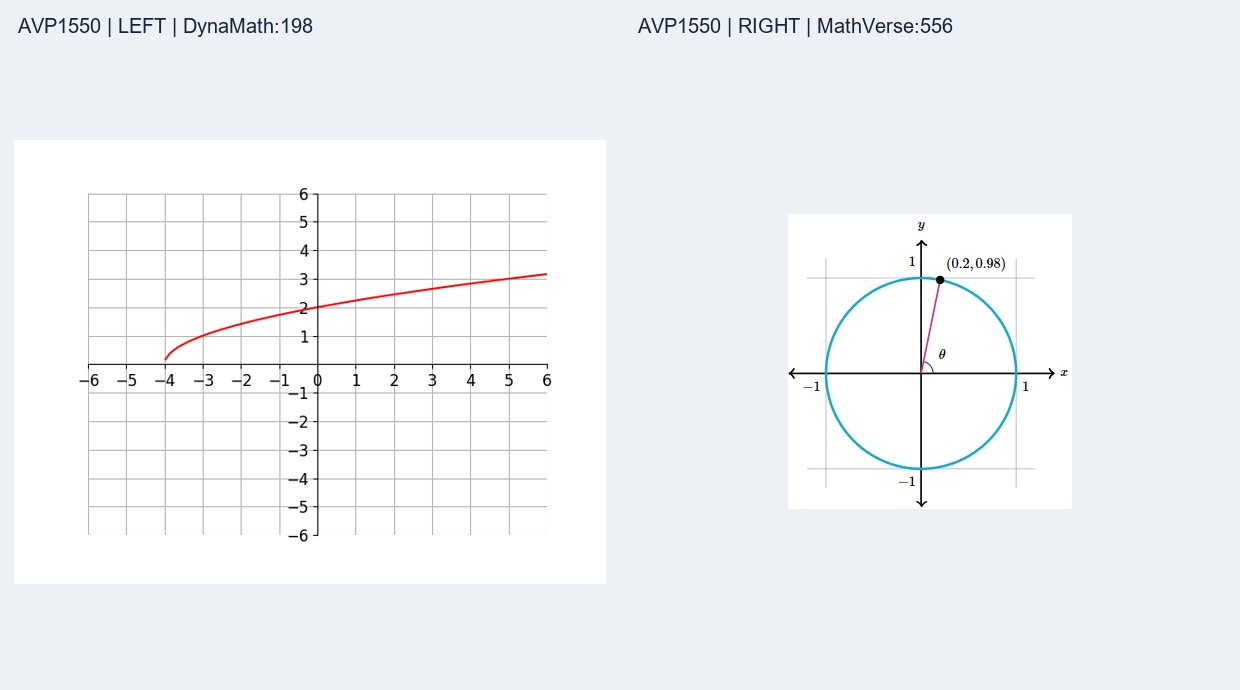 AVP1550 | LEFT | DynaMath:198
AVP1550 | RIGHT | MathVerse:556
6
5
4
3
2
1
−6 −5 −4 −3 −2 −1 0 1 2 3 4 5 6
−1
−2
−3
−4
−5
−6
y
1
(0.2, 0.98)
θ
x
−1
1
−1